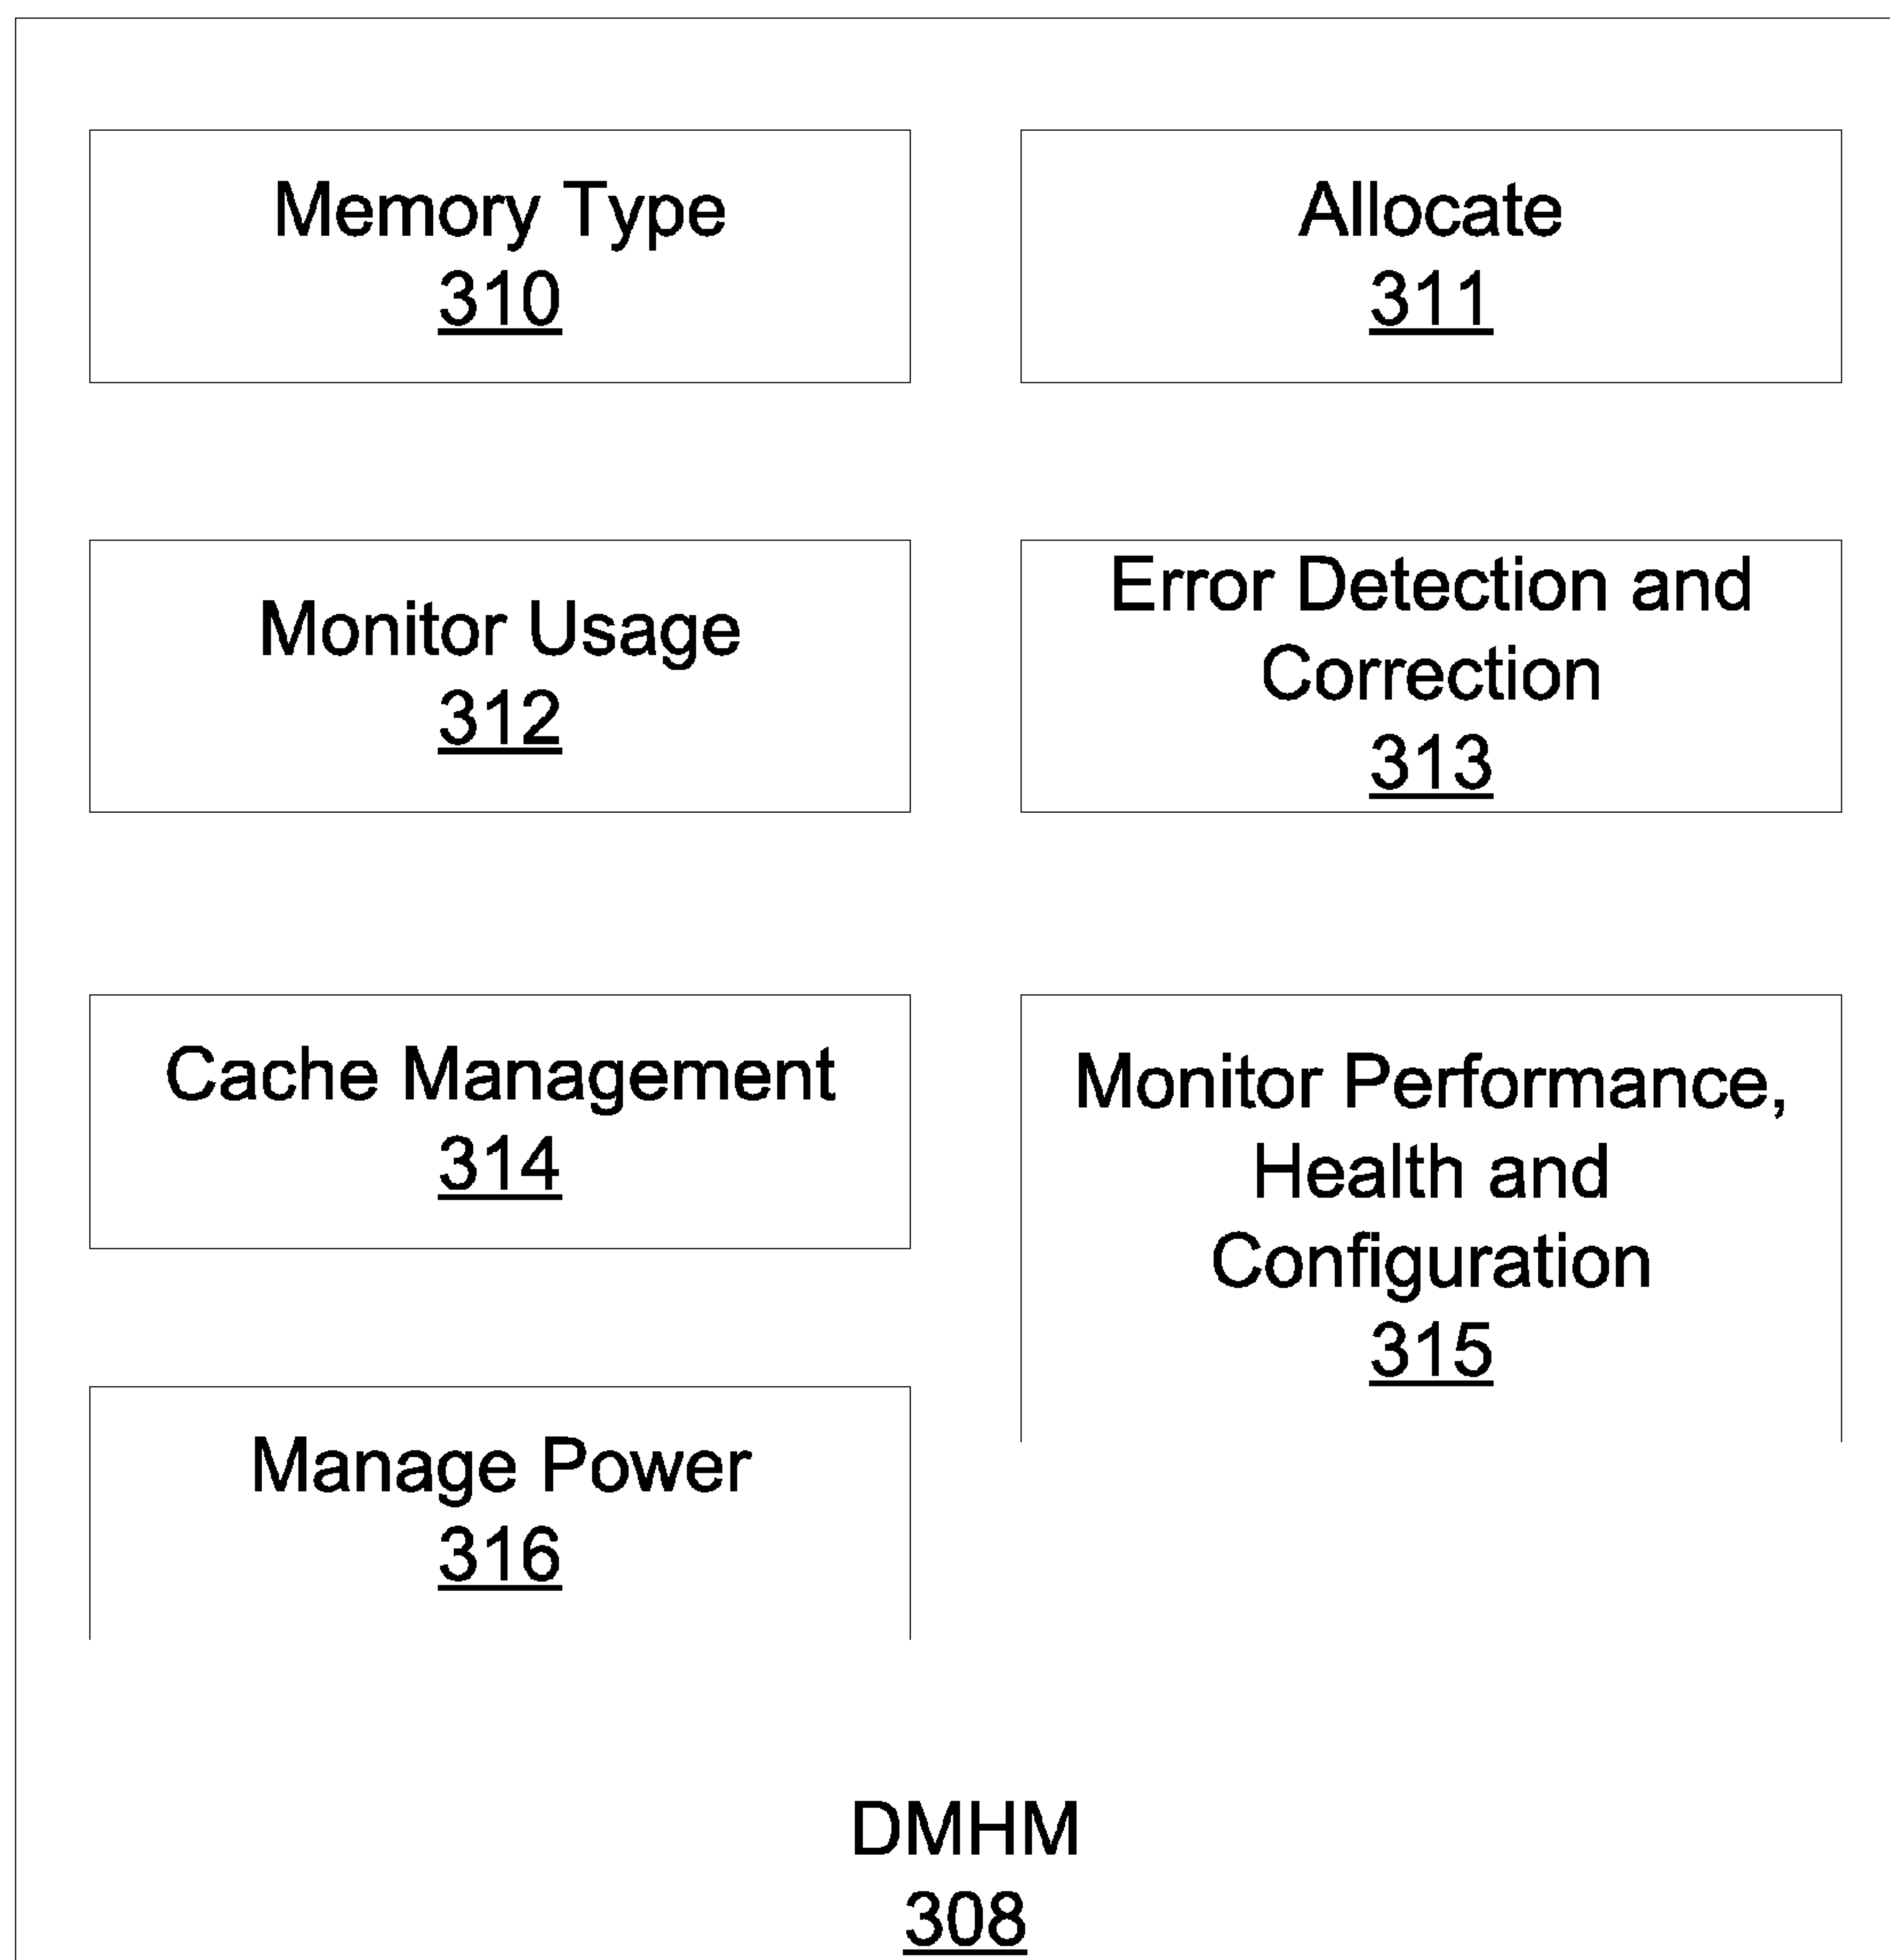 Memory Type
310
Allocate
311
Monitor Usage
312
Error Detection and
Correction
313
Cache Management
314
Monitor Performance,
Health and
Configuration
315
Manage Power
316
DMHM
308